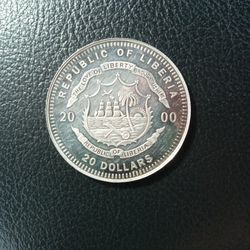 REPUBLIC OF LIBERIA
THE LOVE OF LIBERTY BROUGHT US HERE
20 00
REPUBLIC OF LIBERIA
20 DOLLARS